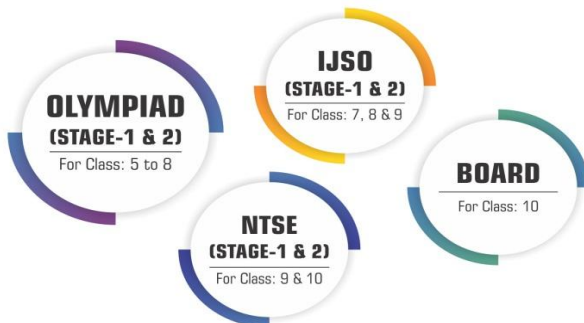 OLYMPIAD
(STAGE-1 & 2)
For Class: 5 to 8
IJSO
(STAGE-1 & 2)
For Class: 7, 8 & 9
NTSE
(STAGE-1 & 2)
For Class: 9 & 10
BOARD
For Class: 10